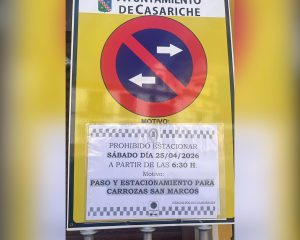 AYUNTAMIENTO
DE CASARICHE
MOTIVO:
PROHIBIDO ESTACIONAR
SÁBADO DÍA 25/04/2026
A PARTIR DE LAS 6:30 H.
Motivo:
PASO Y ESTACIONAMIENTO PARA
CARROZAS SAN MARCOS